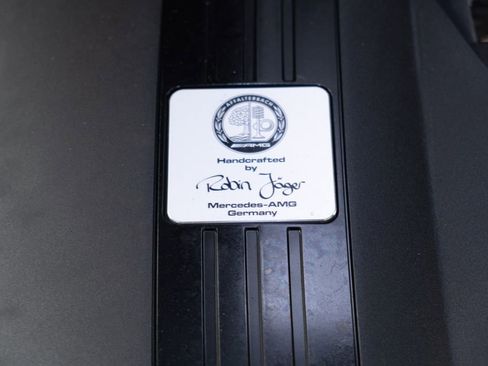 AFFALTERBACH
AMG
Handcrafted
by
Robin Jäger
Mercedes-AMG
Germany